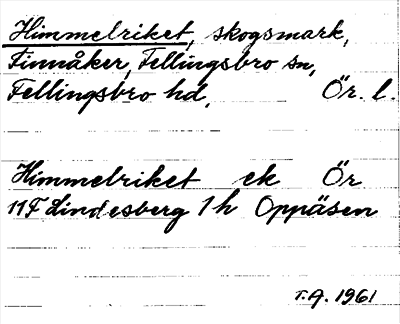 Himmelriket, skogsmark,
Finnåker, Fellingsbro sn,
Fellingsbro hd, Ör. l.
Himmelriket ek Ör
11F Lindesberg 1h Oppåsen
T.A. 1961